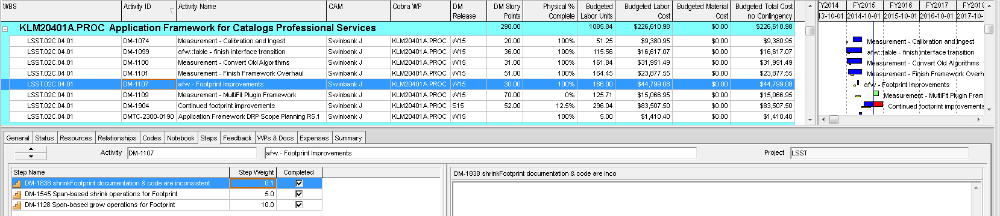 WBS Activity ID Activity Name CAM Cobra WP DM Release DM Story Points Physical % Complete Budgeted Labor Units Budgeted Labor Cost Budgeted Material Cost Budgeted Total Cost no Contingency
Y2014 FY2015 FY2016 FY2017 FY2018
13-10-01 2014-10-01 2015-10-01 2016-10-01 2017-10-
KLM20401A.PROC Application Framework for Catalogs Professional Services 290.00 1085.84 $226,610.98 $0.00 $226,610.98
LSST.02C.04.01 DM-1074 Measurement - Calibration and Ingest Swinbank J KLM20401A.PROC W15 20.00 100% 51.25 $9,380.95 $0.00 $9,380.95 Measurement - Calibration and Ingest
LSST.02C.04.01 DM-1099 afw::table - finish interface transition Swinbank J KLM20401A.PROC W15 36.00 100% 115.56 $16,617.07 $0.00 $16,617.07 afw::table - finish interface transition
LSST.02C.04.01 DM-1100 Measurement - Convert Old Algorithms Swinbank J KLM20401A.PROC W15 31.00 100% 161.84 $31,951.49 $0.00 $31,951.49 Measurement - Convert Old Algorithms
LSST.02C.04.01 DM-1101 Measurement - Finish Framework Overhaul Swinbank J KLM20401A.PROC W15 51.00 100% 164.45 $23,877.55 $0.00 $23,877.55 Measurement - Finish Framework Overh
LSST.02C.04.01 DM-1107 afw - Footprint Improvements Swinbank J KLM20401A.PROC W15 30.00 100% 166.00 $44,799.08 $0.00 $44,799.08 afw - Footprint Improvements
LSST.02C.04.01 DM-1109 Measurement - MultiFit Plugin Framework Swinbank J KLM20401A.PROC W15 70.00 0% 125.71 $15,066.95 $0.00 $15,066.95 Measurement - MultiFit Plugin Fram
LSST.02C.04.01 DM-1904 Continued footprint improvements Swinbank J KLM20401A.PROC S15 52.00 12.5% 296.04 $83,507.50 $0.00 $83,507.50 Continued footprint improvements
LSST.02C.04.01 DMTC-2300-0190 Application Framework DRP Scope Planning R5.1 Swinbank J KLM20401A.PROC W15 100% 5.00 $1,410.40 $0.00 $1,410.40
General Status Resources Relationships Codes Notebook Steps Feedback WPs & Docs Expenses Summary
Activity DM-1107 afw - Footprint Improvements Project LSST
Step Name Step Weight Completed
DM-1838 shrinkFootprint documentation & code are inco
DM-1838 shrinkFootprint documentation & code are inconsistent 0.1
DM-1545 Span-based shrink operations for Footprint 5.0
DM-1128 Span-based grow operations for Footprint 10.0